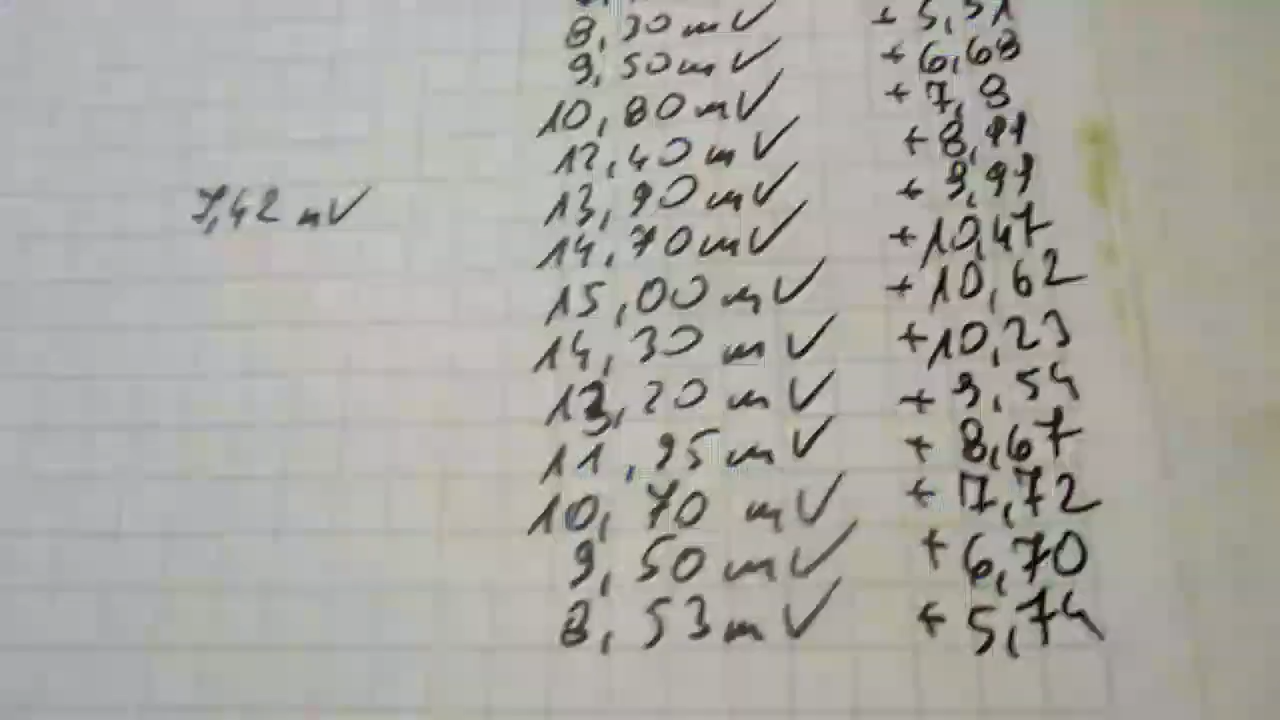 8,30 mV + 5,51
9,50 mV + 6,68
10,80 mV + 7,8
12,40 mV + 8,91
7,42 mV 13,90 mV + 9,91
14,70 mV + 10,47
15,00 mV + 10,62
14,30 mV + 10,23
13,20 mV + 9,54
11,95 mV + 8,67
10,70 mV + 7,72
9,50 mV + 6,70
8,53 mV + 5,74